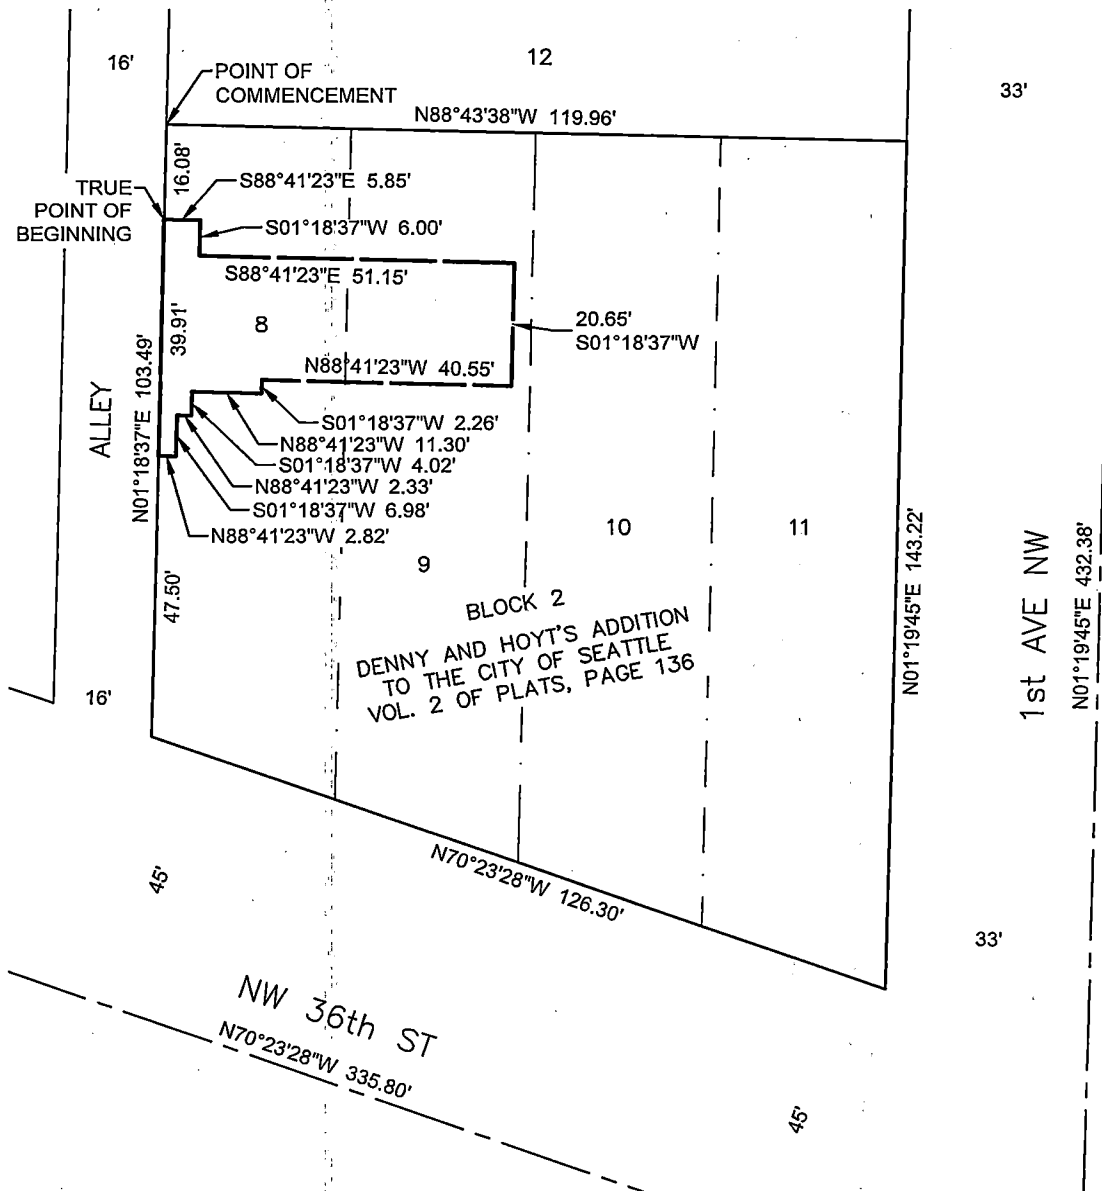 16'
12
33'
POINT OF
COMMENCEMENT
N88°43'38"W 119.96'
16.08'
TRUE
POINT OF
BEGINNING
S88°41'23"E 5.85'
S01°18'37"W 6.00'
S88°41'23"E 51.15'
8
39.91'
20.65'
S01°18'37"W
N88°41'23"W 40.55'
ALLEY
N01°18'37"E 103.49'
S01°18'37"W 2.26'
N88°41'23"W 11.30'
S01°18'37"W 4.02'
N88°41'23"W 2.33'
S01°18'37"W 6.98'
N88°41'23"W 2.82'
47.50'
9
10
11
N01°19'45"E 143.22'
1st AVE NW
N01°19'45"E 432.38'
BLOCK 2
DENNY AND HOYT'S ADDITION
TO THE CITY OF SEATTLE
VOL. 2 OF PLATS, PAGE 136
16'
N70°23'28"W 126.30'
45'
33'
NW 36th ST
N70°23'28"W 335.80'
45'